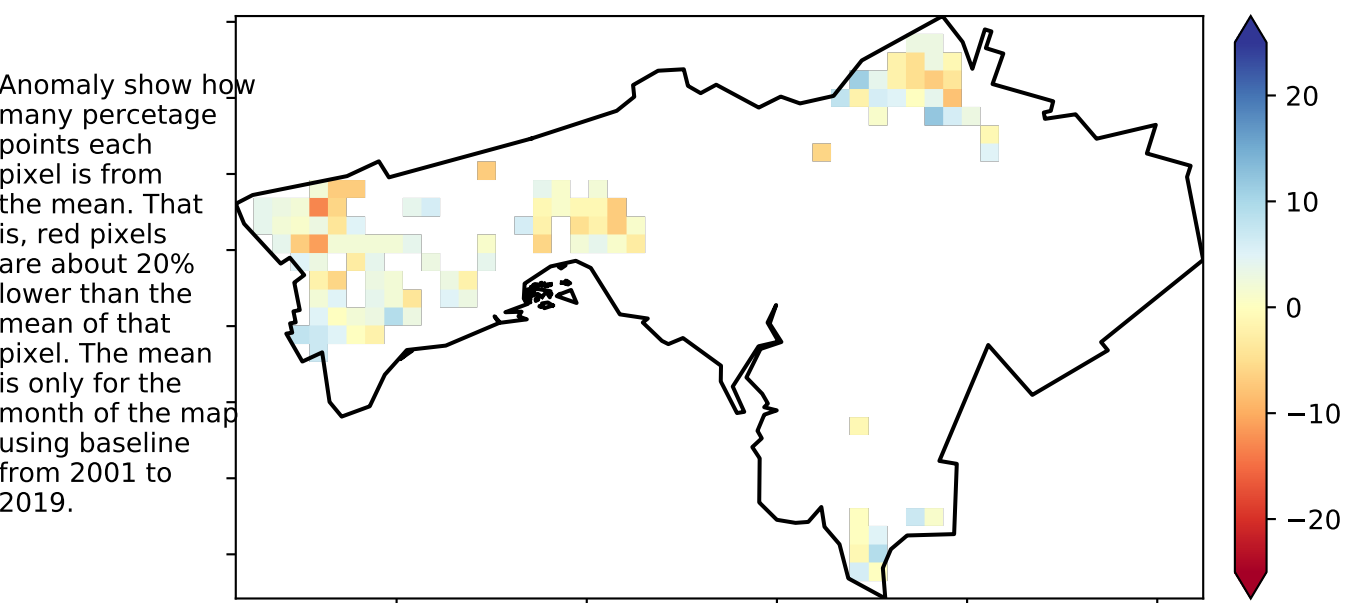 Anomaly show how
many percetage
points each
pixel is from
the mean. That
is, red pixels
are about 20%
lower than the
mean of that
pixel. The mean
is only for the
month of the map
using baseline
from 2001 to
2019.
20
10
0
−10
−20